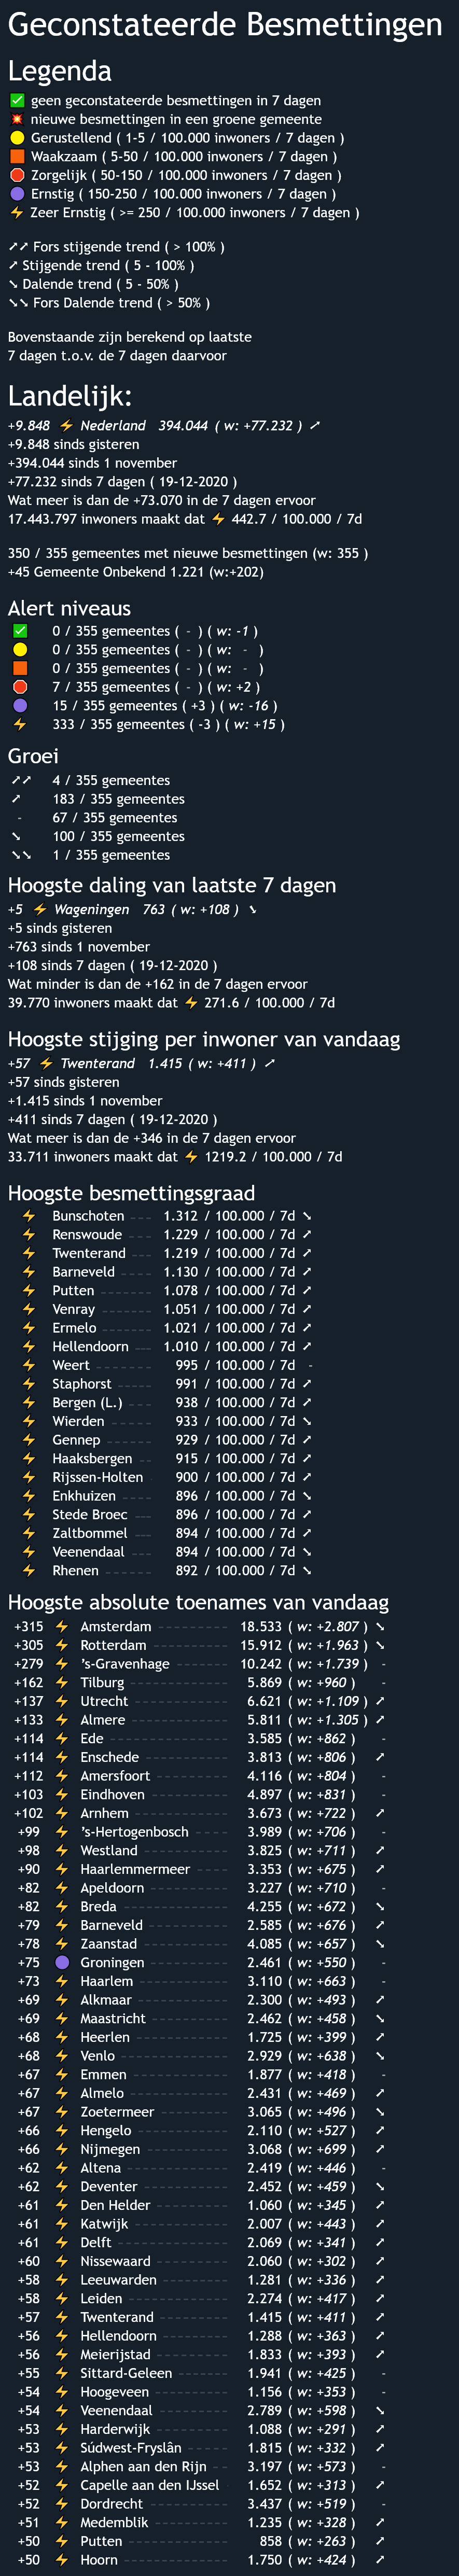 Geconstateerde Besmettingen
Legenda
✅ geen geconstateerde besmettingen in 7 dagen
💥 nieuwe besmettingen in een groene gemeente
🟡 Gerustellend ( 1-5 / 100.000 inwoners / 7 dagen )
🟧 Waakzaam ( 5-50 / 100.000 inwoners / 7 dagen )
🛑 Zorgelijk ( 50-150 / 100.000 inwoners / 7 dagen )
🟣 Ernstig ( 150-250 / 100.000 inwoners / 7 dagen )
⚡ Zeer Ernstig ( >= 250 / 100.000 inwoners / 7 dagen )
➚➚ Fors stijgende trend ( > 100% )
➚ Stijgende trend ( 5 - 100% )
➘ Dalende trend ( 5 - 50% )
➘➘ Fors Dalende trend ( > 50% )
Bovenstaande zijn berekend op laatste
7 dagen t.o.v. de 7 dagen daarvoor
Landelijk:
+9.848 ⚡ Nederland 394.044 ( w: +77.232 ) ➚
+9.848 sinds gisteren
+394.044 sinds 1 november
+77.232 sinds 7 dagen ( 19-12-2020 )
Wat meer is dan de +73.070 in de 7 dagen ervoor
17.443.797 inwoners maakt dat ⚡ 442.7 / 100.000 / 7d
350 / 355 gemeentes met nieuwe besmettingen (w: 355 )
+45 Gemeente Onbekend 1.221 (w:+202)
Alert niveaus
✅ 0 / 355 gemeentes ( - ) ( w: -1 )
🟡 0 / 355 gemeentes ( - ) ( w: - )
🟧 0 / 355 gemeentes ( - ) ( w: - )
🛑 7 / 355 gemeentes ( - ) ( w: +2 )
🟣 15 / 355 gemeentes ( +3 ) ( w: -16 )
⚡ 333 / 355 gemeentes ( -3 ) ( w: +15 )
Groei
➚➚ 4 / 355 gemeentes
➚ 183 / 355 gemeentes
- 67 / 355 gemeentes
➘ 100 / 355 gemeentes
➘➘ 1 / 355 gemeentes
Hoogste daling van laatste 7 dagen
+5 ⚡ Wageningen 763 ( w: +108 ) ➘
+5 sinds gisteren
+763 sinds 1 november
+108 sinds 7 dagen ( 19-12-2020 )
Wat minder is dan de +162 in de 7 dagen ervoor
39.770 inwoners maakt dat ⚡ 271.6 / 100.000 / 7d
Hoogste stijging per inwoner van vandaag
+57 ⚡ Twenterand 1.415 ( w: +411 ) ➚
+57 sinds gisteren
+1.415 sinds 1 november
+411 sinds 7 dagen ( 19-12-2020 )
Wat meer is dan de +346 in de 7 dagen ervoor
33.711 inwoners maakt dat ⚡ 1219.2 / 100.000 / 7d
Hoogste besmettingsgraad
⚡ Bunschoten 1.312 / 100.000 / 7d ➘
⚡ Renswoude 1.229 / 100.000 / 7d ➚
⚡ Twenterand 1.219 / 100.000 / 7d ➚
⚡ Barneveld 1.130 / 100.000 / 7d ➚
⚡ Putten 1.078 / 100.000 / 7d ➚
⚡ Venray 1.051 / 100.000 / 7d ➚
⚡ Ermelo 1.021 / 100.000 / 7d ➚
⚡ Hellendoorn 1.010 / 100.000 / 7d ➚
⚡ Weert 995 / 100.000 / 7d -
⚡ Staphorst 991 / 100.000 / 7d ➚
⚡ Bergen (L.) 938 / 100.000 / 7d ➚
⚡ Wierden 933 / 100.000 / 7d ➘
⚡ Gennep 929 / 100.000 / 7d ➚
⚡ Haaksbergen 915 / 100.000 / 7d ➚
⚡ Rijssen-Holten 900 / 100.000 / 7d ➚
⚡ Enkhuizen 896 / 100.000 / 7d ➘
⚡ Stede Broec 896 / 100.000 / 7d ➚
⚡ Zaltbommel 894 / 100.000 / 7d ➚
⚡ Veenendaal 894 / 100.000 / 7d ➘
⚡ Rhenen 892 / 100.000 / 7d ➘
Hoogste absolute toenames van vandaag
+315 ⚡ Amsterdam 18.533 ( w: +2.807 ) ➘
+305 ⚡ Rotterdam 15.912 ( w: +1.963 ) ➘
+279 ⚡ 's-Gravenhage 10.242 ( w: +1.739 ) -
+162 ⚡ Tilburg 5.869 ( w: +960 ) -
+137 ⚡ Utrecht 6.621 ( w: +1.109 ) ➚
+133 ⚡ Almere 5.811 ( w: +1.305 ) ➚
+114 ⚡ Ede 3.585 ( w: +862 ) -
+114 ⚡ Enschede 3.813 ( w: +806 ) ➚
+112 ⚡ Amersfoort 4.116 ( w: +804 ) -
+103 ⚡ Eindhoven 4.897 ( w: +831 ) -
+102 ⚡ Arnhem 3.673 ( w: +722 ) ➚
+99 ⚡ 's-Hertogenbosch 3.989 ( w: +706 ) -
+98 ⚡ Westland 3.825 ( w: +711 ) ➚
+90 ⚡ Haarlemmermeer 3.353 ( w: +675 ) ➚
+82 ⚡ Apeldoorn 3.227 ( w: +710 ) -
+82 ⚡ Breda 4.255 ( w: +672 ) ➘
+79 ⚡ Barneveld 2.585 ( w: +676 ) ➚
+78 ⚡ Zaanstad 4.085 ( w: +657 ) ➘
+75 🟣 Groningen 2.461 ( w: +550 ) -
+73 ⚡ Haarlem 3.110 ( w: +663 ) -
+69 ⚡ Alkmaar 2.300 ( w: +493 ) ➚
+69 ⚡ Maastricht 2.462 ( w: +458 ) ➘
+68 ⚡ Heerlen 1.725 ( w: +399 ) ➚
+68 ⚡ Venlo 2.929 ( w: +638 ) ➘
+67 ⚡ Emmen 1.877 ( w: +418 ) -
+67 ⚡ Almelo 2.431 ( w: +469 ) ➚
+67 ⚡ Zoetermeer 3.065 ( w: +496 ) ➘
+66 ⚡ Hengelo 2.110 ( w: +527 ) ➚
+66 ⚡ Nijmegen 3.068 ( w: +699 ) ➚
+62 ⚡ Altena 2.419 ( w: +446 ) -
+62 ⚡ Deventer 2.452 ( w: +459 ) ➘
+61 ⚡ Den Helder 1.060 ( w: +345 ) ➚
+61 ⚡ Katwijk 2.007 ( w: +443 ) ➚
+61 ⚡ Delft 2.069 ( w: +341 ) ➚
+60 ⚡ Nissewaard 2.060 ( w: +302 ) ➚
+58 ⚡ Leeuwarden 1.281 ( w: +336 ) ➚
+58 ⚡ Leiden 2.274 ( w: +417 ) ➚
+57 ⚡ Twenterand 1.415 ( w: +411 ) ➚
+56 ⚡ Hellendoorn 1.288 ( w: +363 ) ➚
+56 ⚡ Meierijstad 1.833 ( w: +393 ) ➚
+55 ⚡ Sittard-Geleen 1.941 ( w: +425 ) -
+54 ⚡ Hoogeveen 1.156 ( w: +353 ) -
+54 ⚡ Veenendaal 2.789 ( w: +598 ) ➘
+53 ⚡ Harderwijk 1.088 ( w: +291 ) ➚
+53 ⚡ Súdwest-Fryslân 1.815 ( w: +332 ) ➚
+53 ⚡ Alphen aan den Rijn 3.197 ( w: +573 ) -
+52 ⚡ Capelle aan den IJssel 1.652 ( w: +313 ) ➚
+52 ⚡ Dordrecht 3.437 ( w: +519 ) -
+51 ⚡ Medemblik 1.235 ( w: +328 ) ➚
+50 ⚡ Putten 858 ( w: +263 ) ➚
+50 ⚡ Hoorn 1.750 ( w: +424 ) ➚